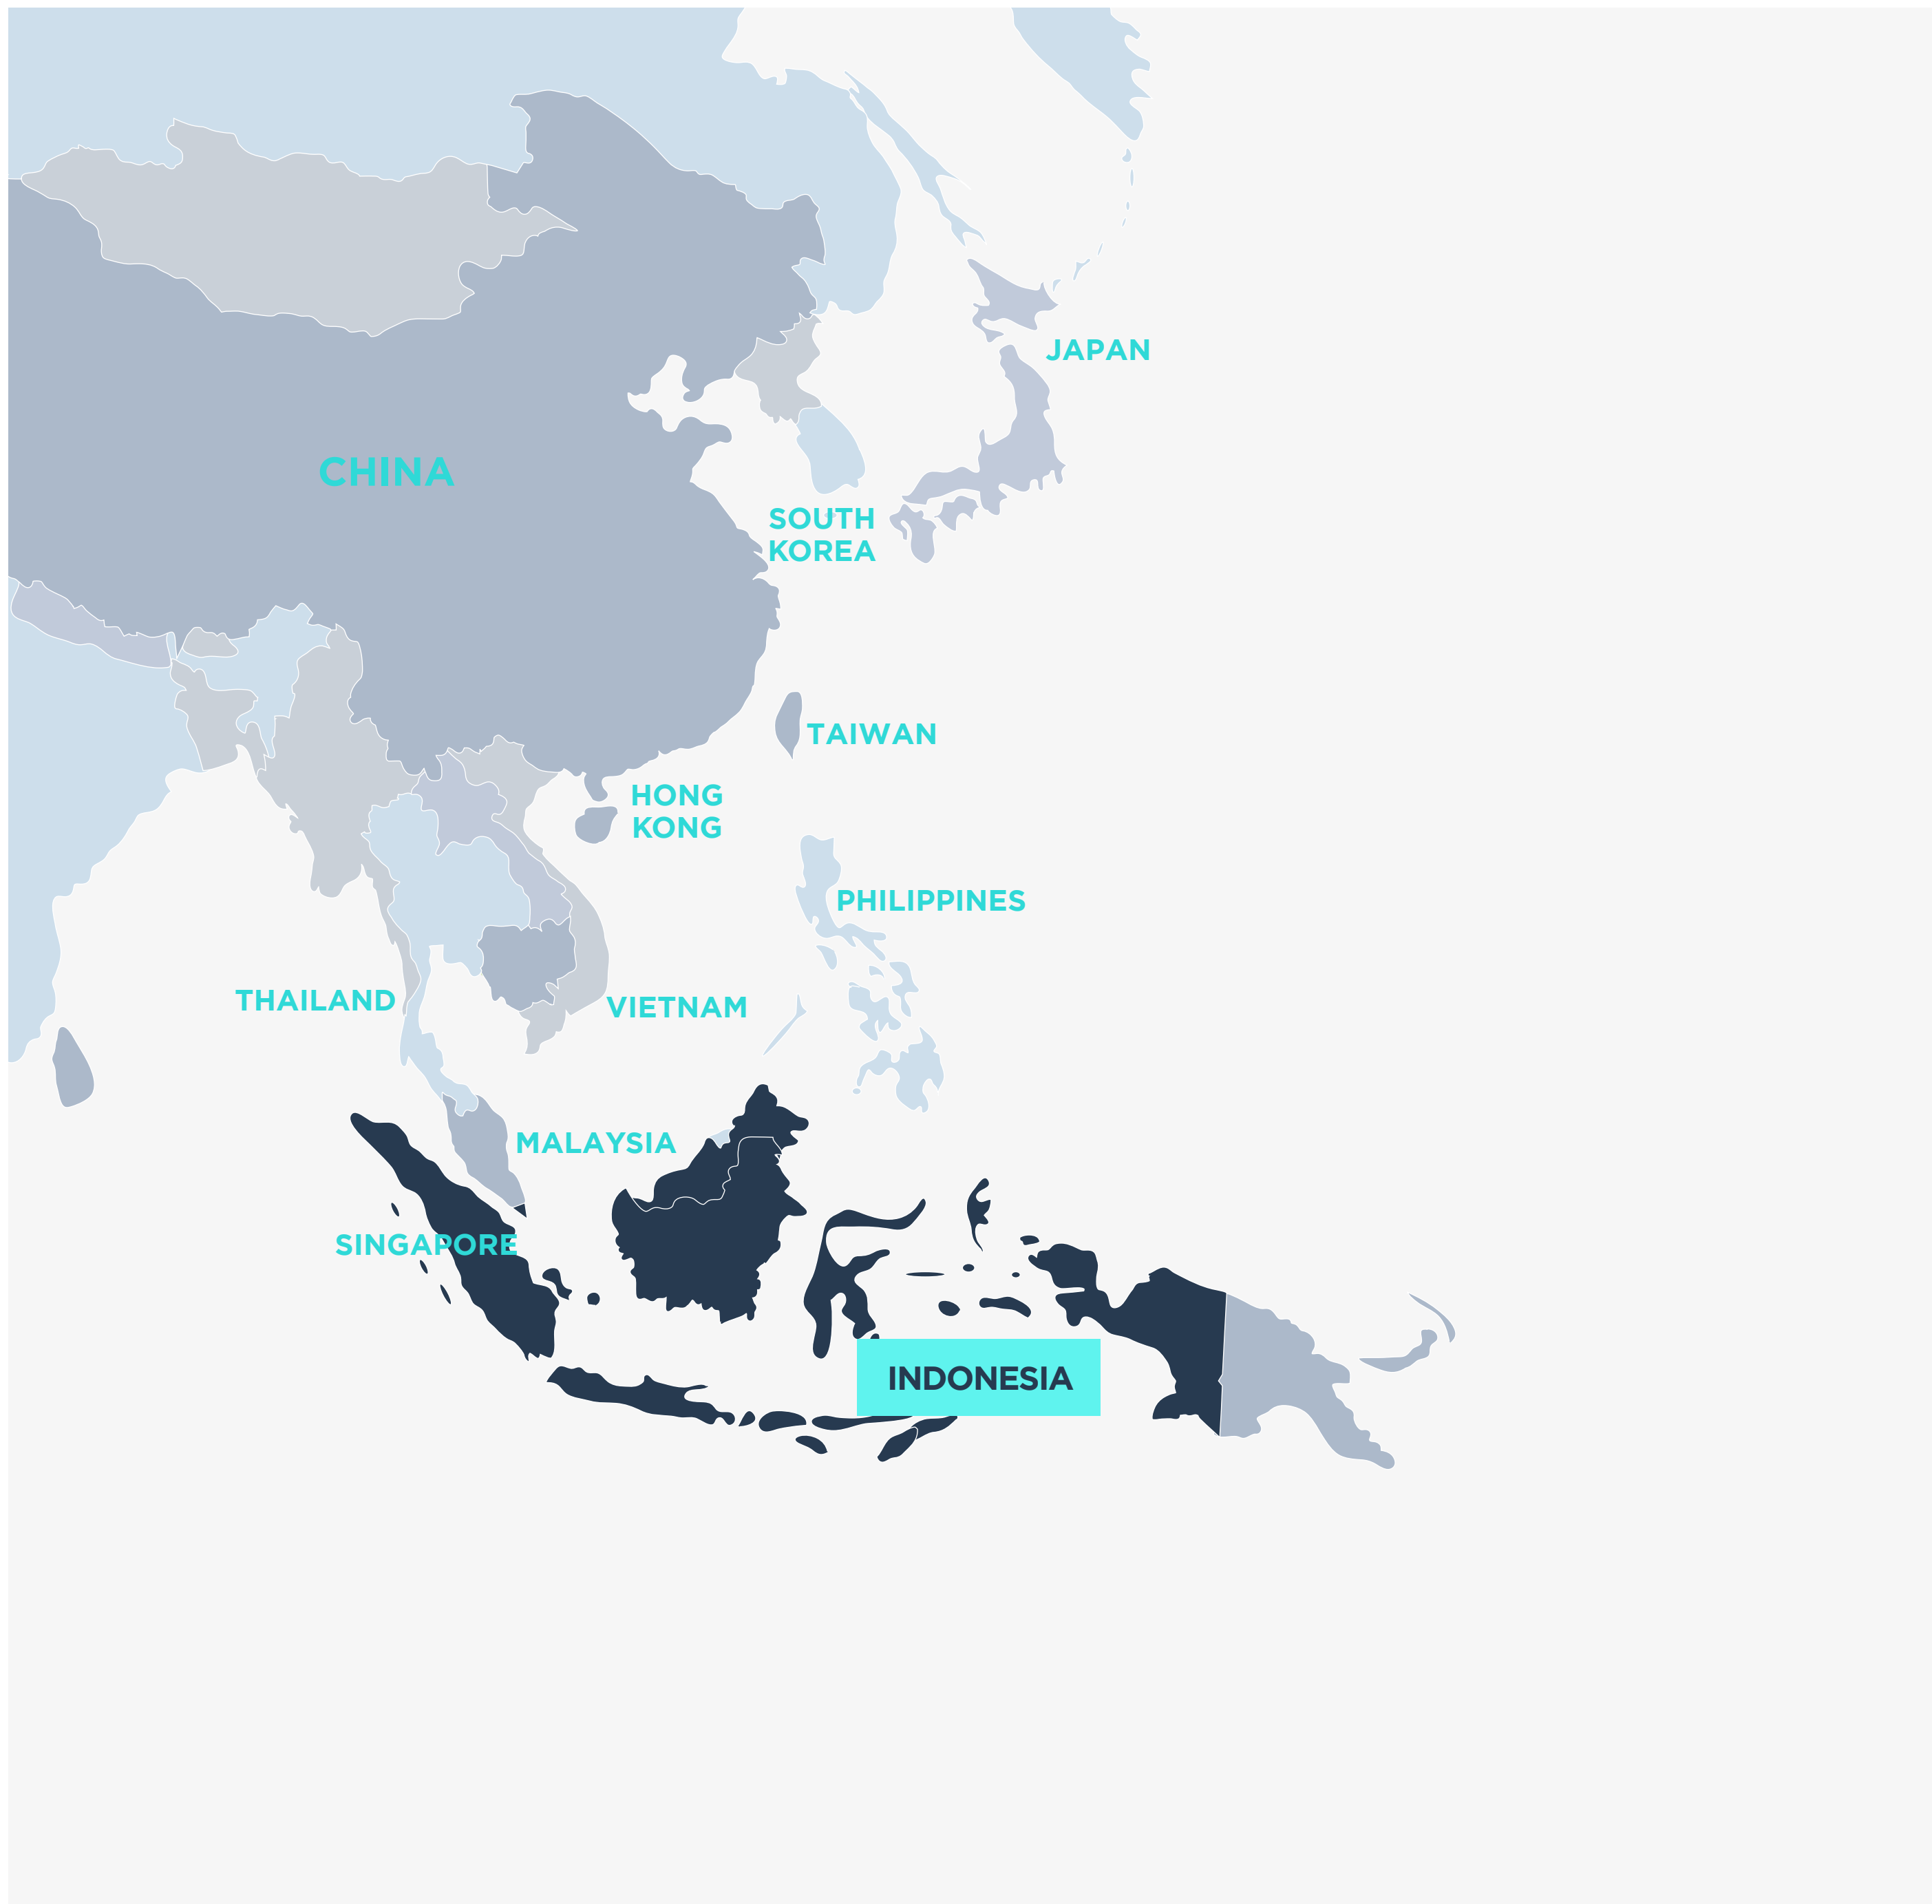 JAPAN
CHINA
SOUTH
KOREA
TAIWAN
HONG
KONG
PHILIPPINES
THAILAND
VIETNAM
MALAYSIA
SINGAPORE
INDONESIA